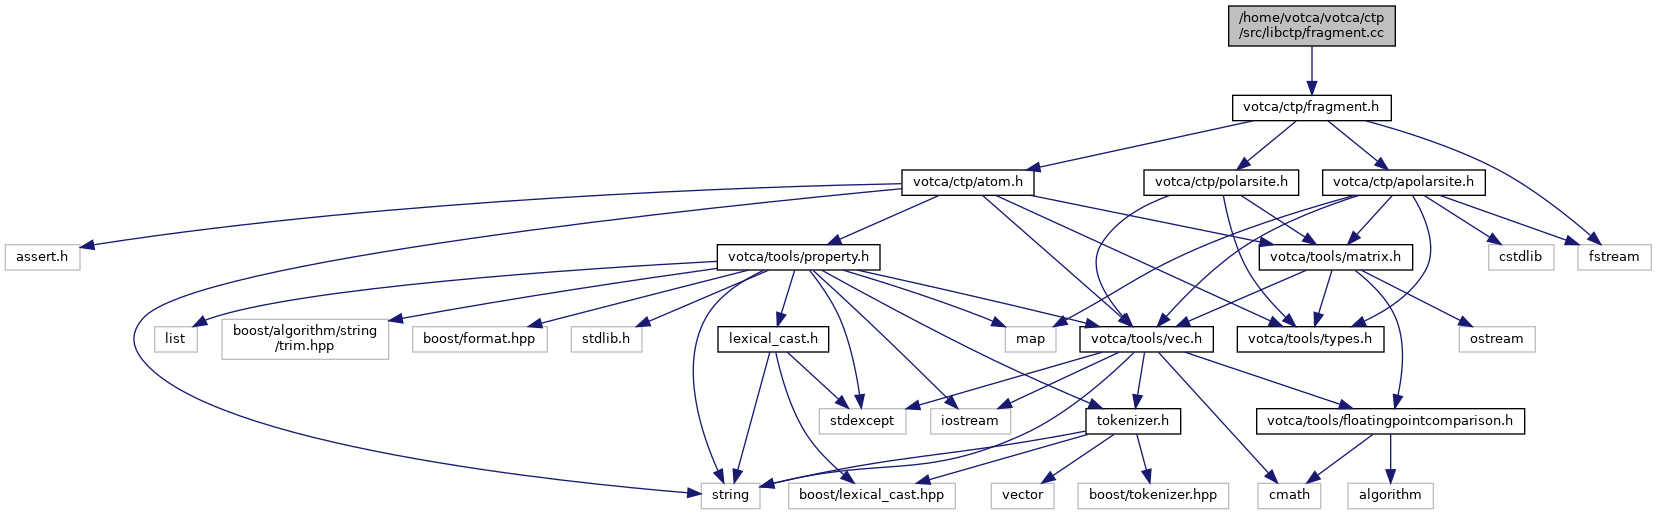 /home/votca/votca/ctp
/src/libctp/fragment.cc
votca/ctp/fragment.h
votca/ctp/atom.h
votca/ctp/polarsite.h
votca/ctp/apolarsite.h
assert.h
votca/tools/property.h
votca/tools/matrix.h
cstdlib
fstream
list
boost/algorithm/string
/trim.hpp
boost/format.hpp
stdlib.h
lexical_cast.h
map
votca/tools/vec.h
votca/tools/types.h
ostream
stdexcept
iostream
tokenizer.h
votca/tools/floatingpointcomparison.h
string
boost/lexical_cast.hpp
vector
boost/tokenizer.hpp
cmath
algorithm